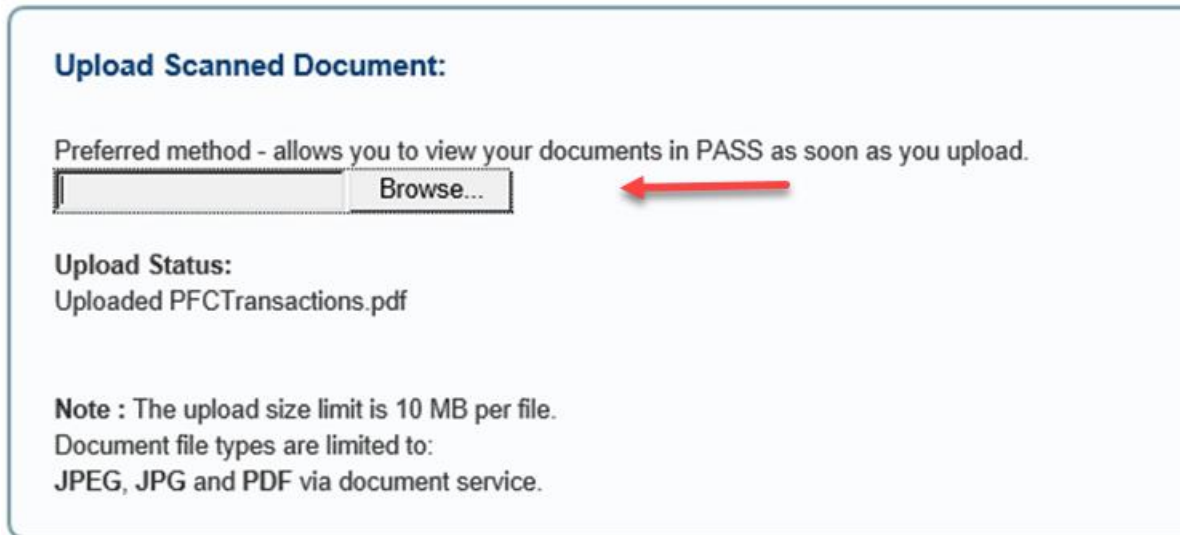 Upload Scanned Document:
Preferred method - allows you to view your documents in PASS as soon as you upload.
Browse...
Upload Status:
Uploaded PFCTransactions.pdf
Note : The upload size limit is 10 MB per file.
Document file types are limited to:
JPEG, JPG and PDF via document service.